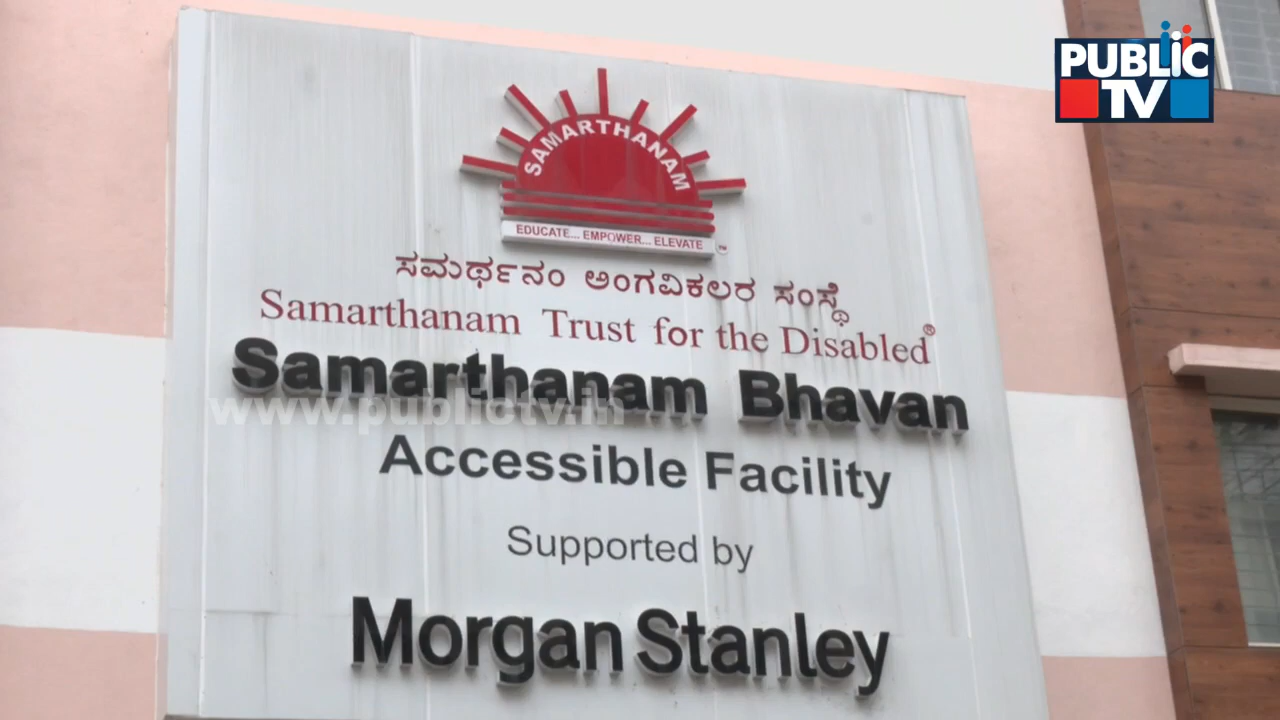 PUBLIC
TV
SAMARTHANAM
EDUCATE... EMPOWER... ELEVATE
™
ಸಮರ್ಥನಂ ಅಂಗವಿಕಲರ ಸಂಸ್ಥೆ
Samarthanam Trust for the Disabled®
Samarthanam Bhavan
www.publictv.in
Accessible Facility
Supported by
Morgan Stanley